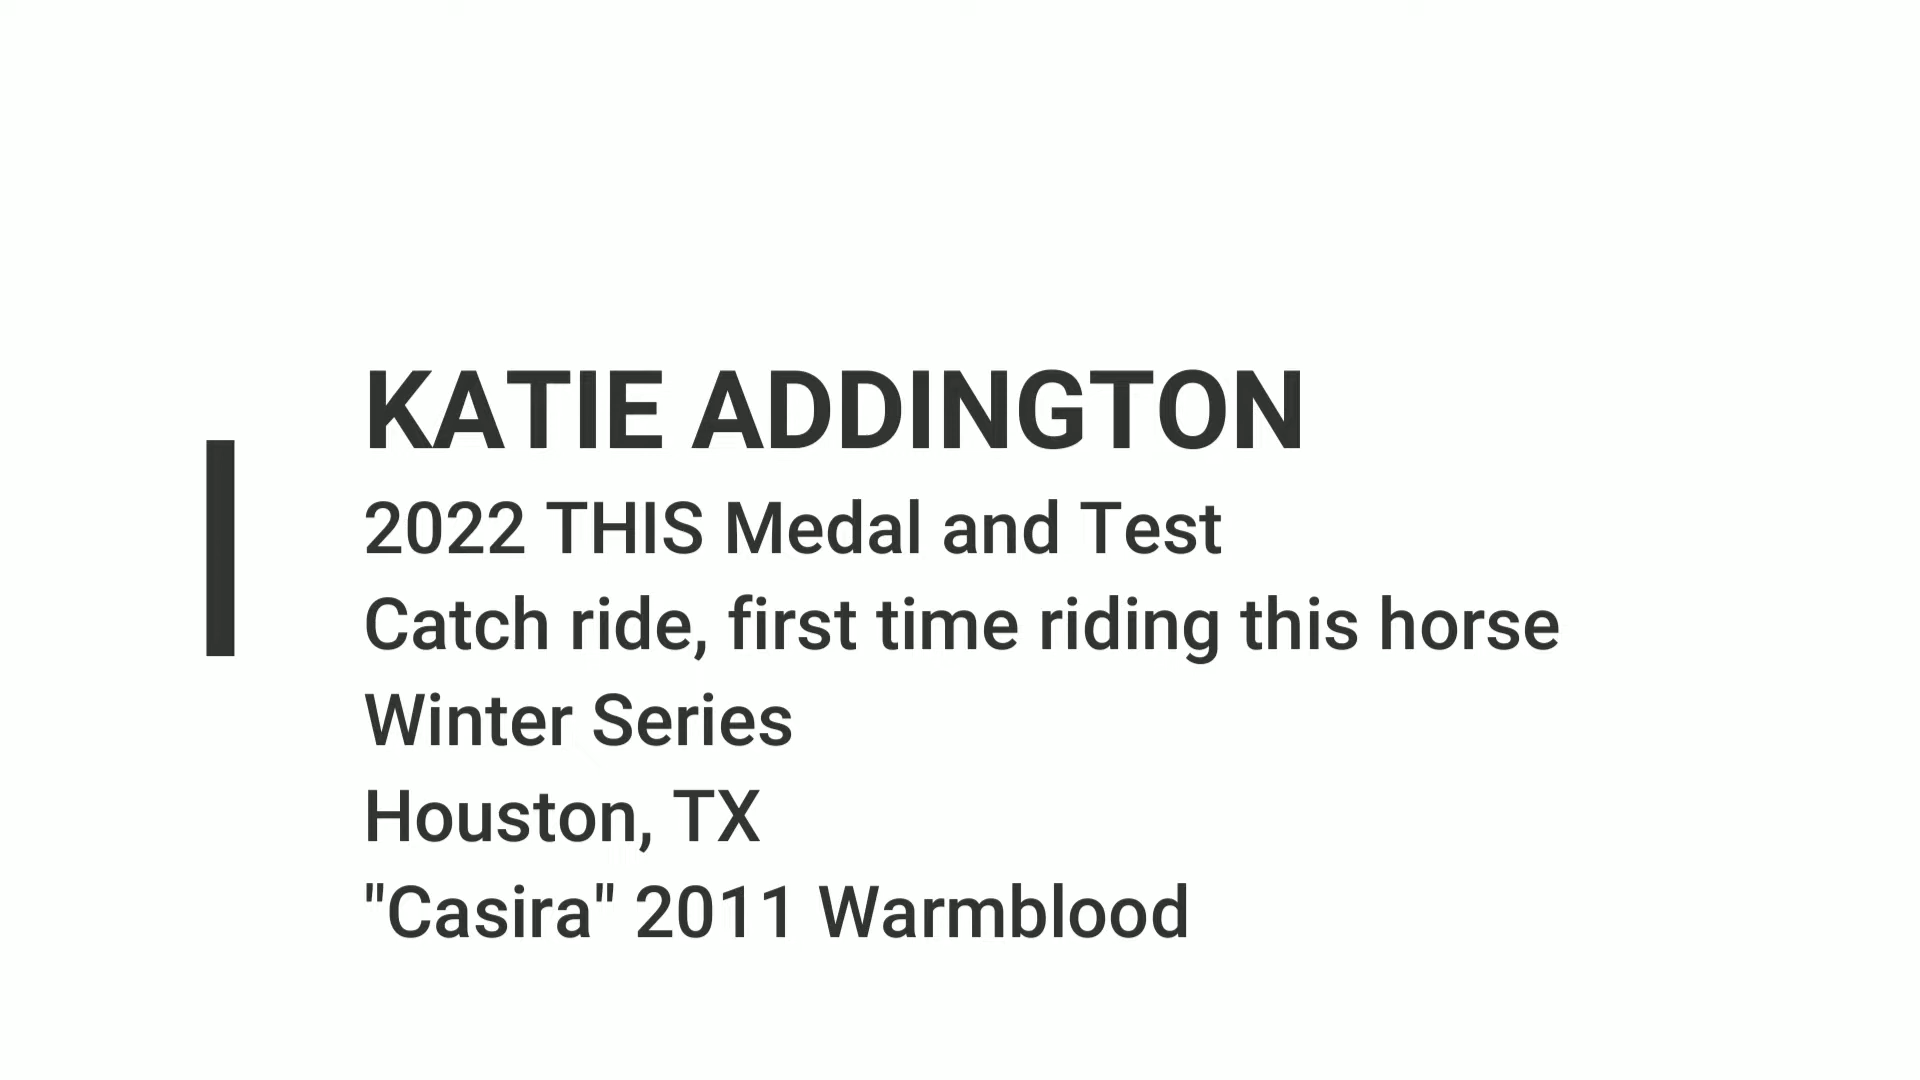 KATIE ADDINGTON
2022 THIS Medal and Test
Catch ride, first time riding this horse
Winter Series
Houston, TX
"Casira" 2011 Warmblood